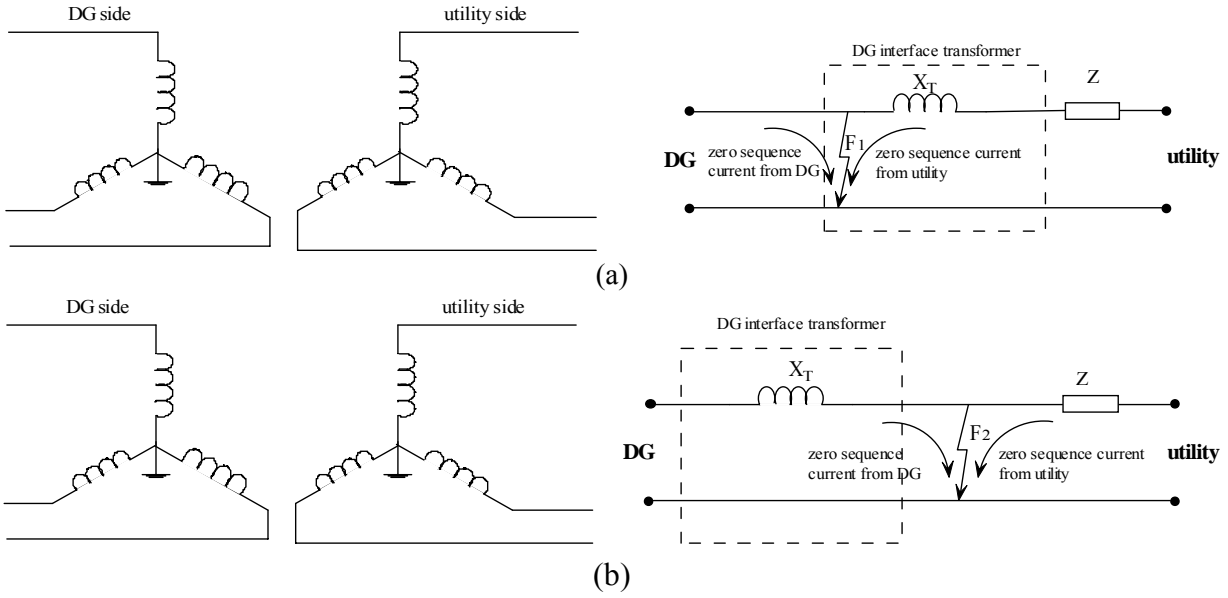 DG side
utility side
DG interface transformer
X_T
Z
F_1
DG
zero sequence
current from DG
zero sequence current
from utility
utility
(a)
DG side
utility side
DG interface transformer
X_T
Z
F_2
DG
zero sequence
current from DG
zero sequence current
from utility
utility
(b)